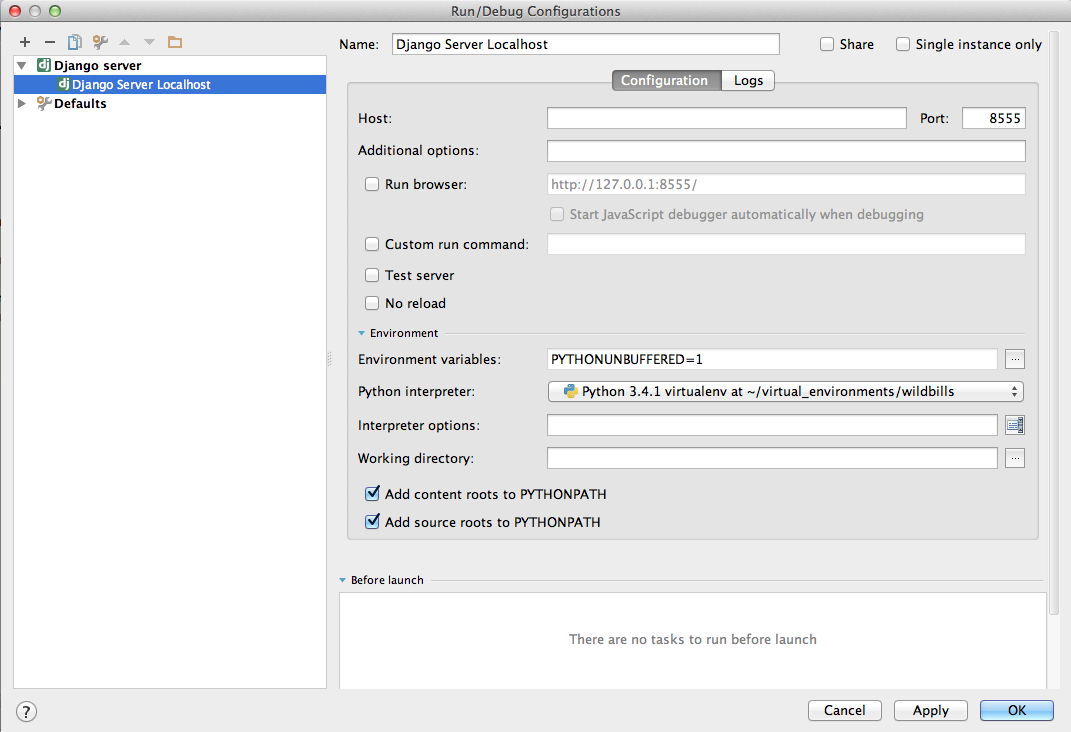 Run/Debug Configurations
Name: Django Server Localhost Share Single instance only
dj Django server
dj Django Server Localhost
Defaults
Configuration Logs
Host: Port: 8555
Additional options:
Run browser: http://127.0.0.1:8555/
Start JavaScript debugger automatically when debugging
Custom run command:
Test server
No reload
Environment
Environment variables: PYTHONUNBUFFERED=1 ...
Python interpreter: Python 3.4.1 virtualenv at ~/virtual_environments/wildbills
Interpreter options:
Working directory: ...
Add content roots to PYTHONPATH
Add source roots to PYTHONPATH
Before launch
There are no tasks to run before launch
? Cancel Apply OK